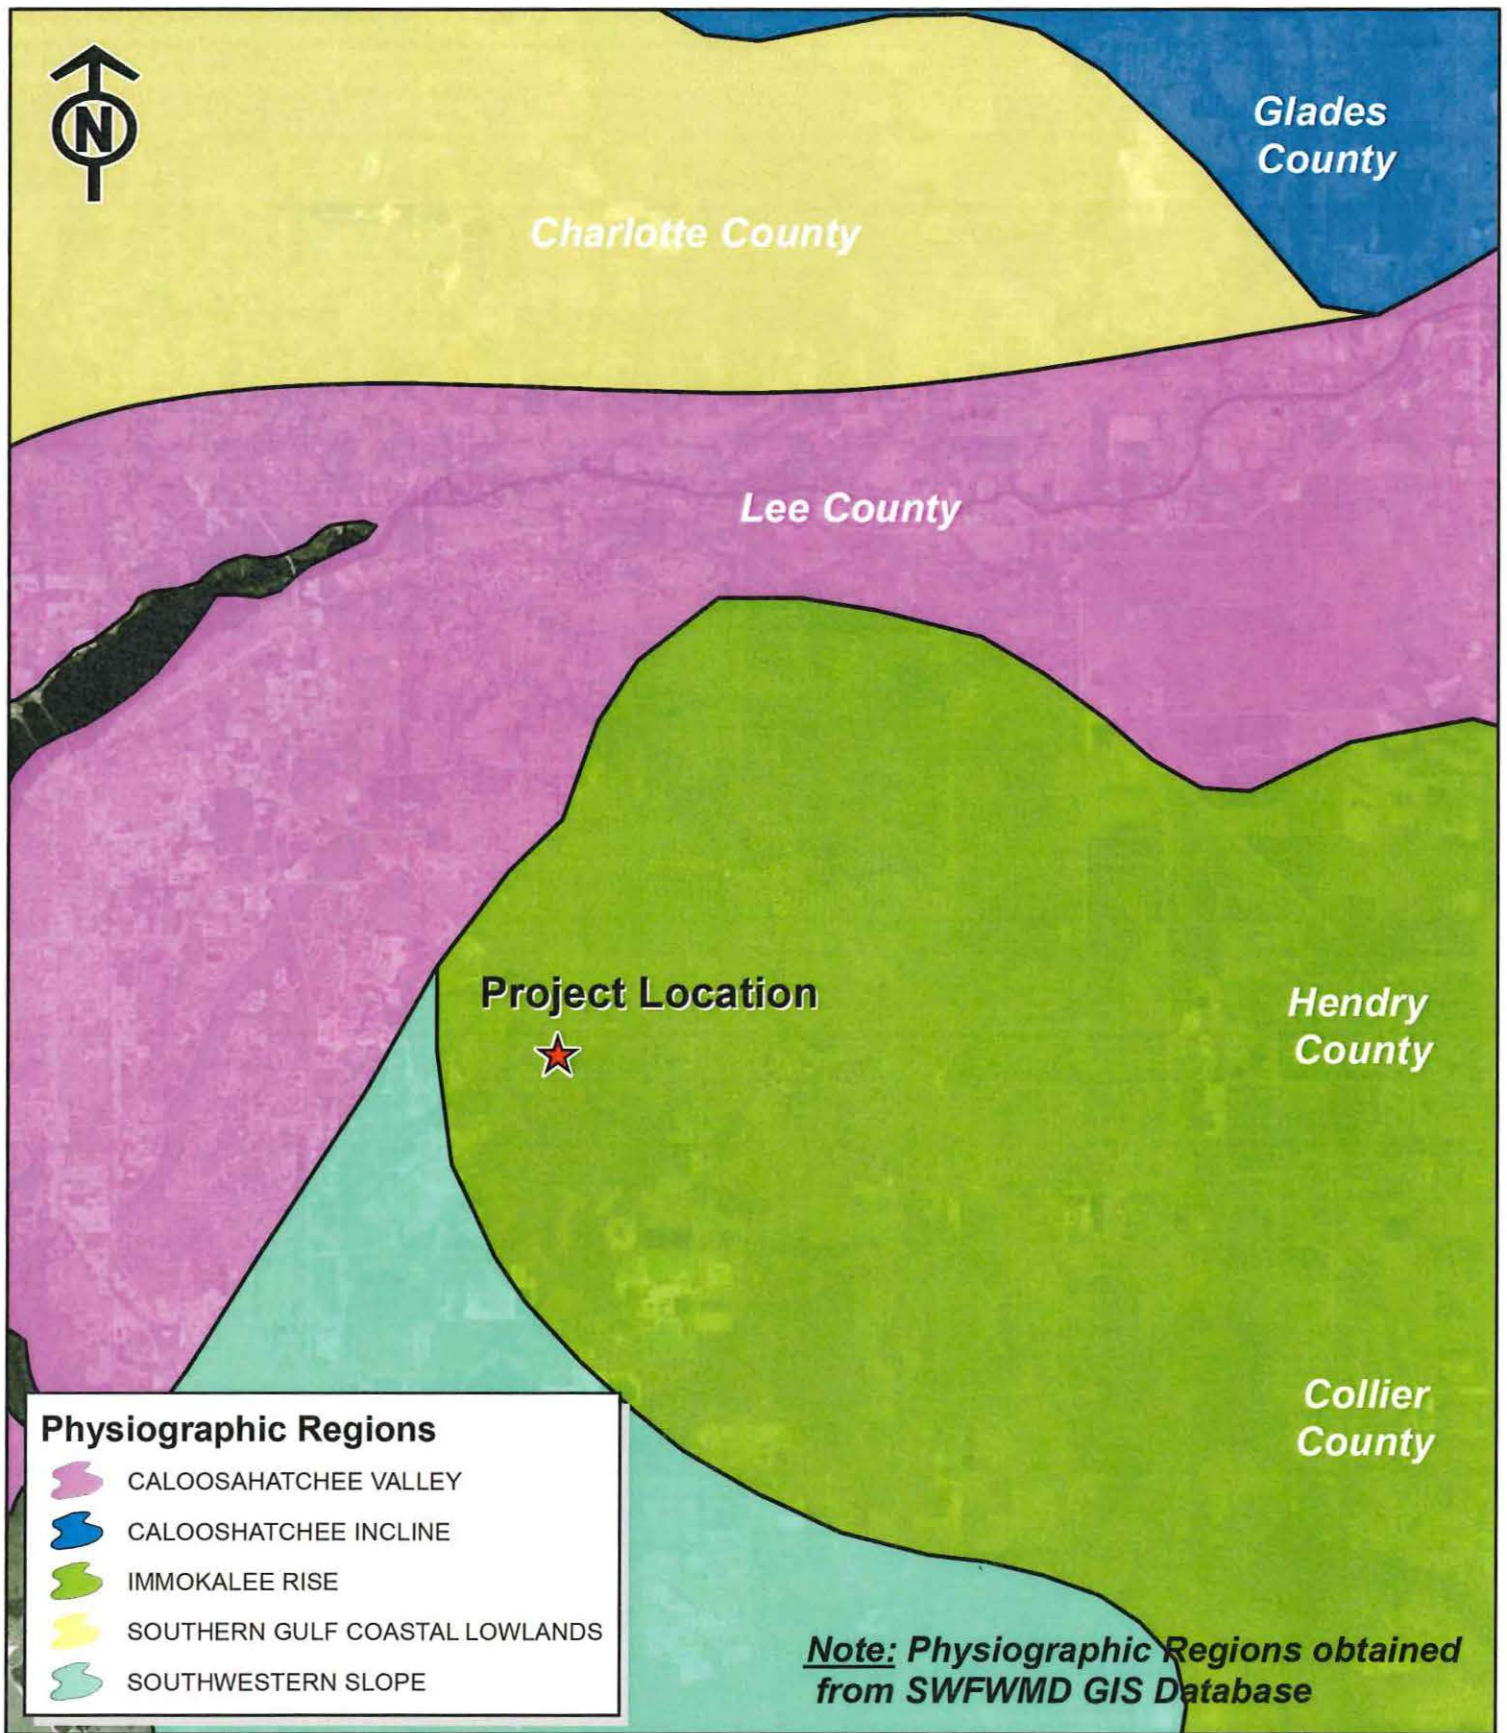 N
Glades
County
Charlotte County
Lee County
Project Location
Hendry
County
Collier
County
Physiographic Regions
CALOOSAHATCHEE VALLEY
CALOOSHATCHEE INCLINE
IMMOKALEE RISE
SOUTHERN GULF COASTAL LOWLANDS
SOUTHWESTERN SLOPE
Note: Physiographic Regions obtained
from SWFWMD GIS Database